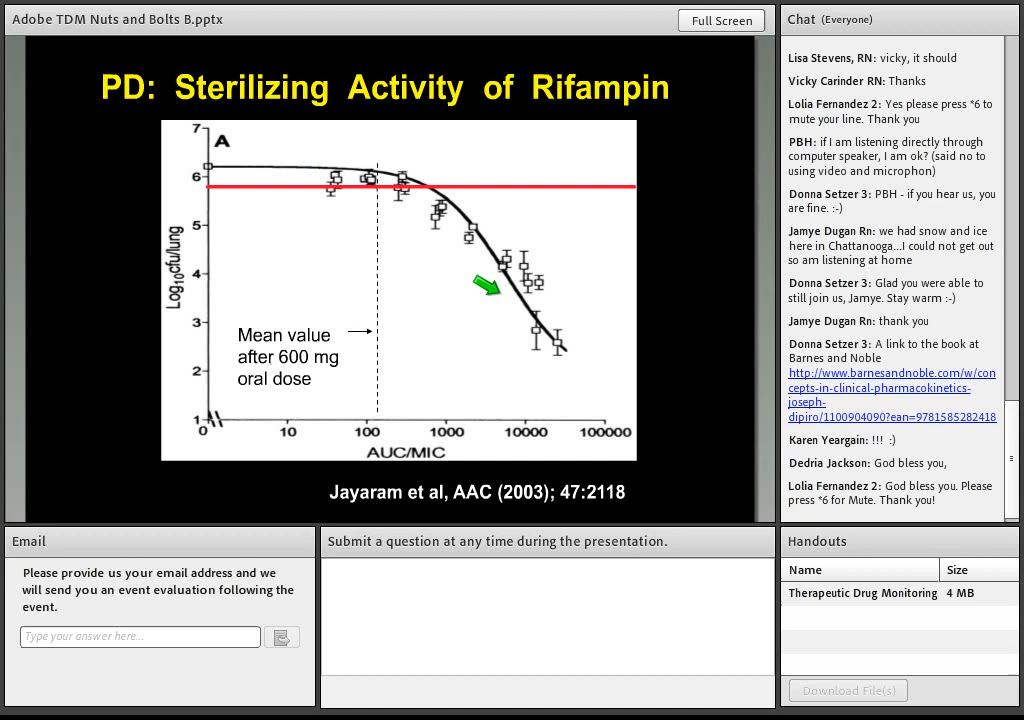 Adobe TDM Nuts and Bolts B.pptx
Full Screen
PD: Sterilizing Activity of Rifampin
A
7
6
5
4
3
2
1
Log10cfu/lung
Mean value
after 600 mg
oral dose
0
10
100
1000
10000
100000
AUC/MIC
Jayaram et al, AAC (2003); 47:2118
Chat (Everyone)
Lisa Stevens, RN: vicky, it should
Vicky Carinder RN: Thanks
Lolia Fernandez 2: Yes please press *6 to
mute your line. Thank you
PBH: if I am listening directly through
computer speaker, I am ok? (said no to
using video and microphon)
Donna Setzer 3: PBH - if you hear us, you
are fine. :-)
Jamye Dugan Rn: we had snow and ice
here in Chattanooga...I could not get out
so am listening at home
Donna Setzer 3: Glad you were able to
still join us, Jamye. Stay warm :-)
Jamye Dugan Rn: thank you
Donna Setzer 3: A link to the book at
Barnes and Noble
http://www.barnesandnoble.com/w/con
cepts-in-clinical-pharmacokinetics-
joseph-
dipiro/1100904090?ean=9781585282418
Karen Yeargain: !!! :)
Dedria Jackson: God bless you,
Lolia Fernandez 2: God bless you. Please
press *6 for Mute. Thank you!
Email
Please provide us your email address and we
will send you an event evaluation following the
event.
Type your answer here...
Submit a question at any time during the presentation.
Handouts
Name
Size
Therapeutic Drug Monitoring 4 MB
Download File(s)